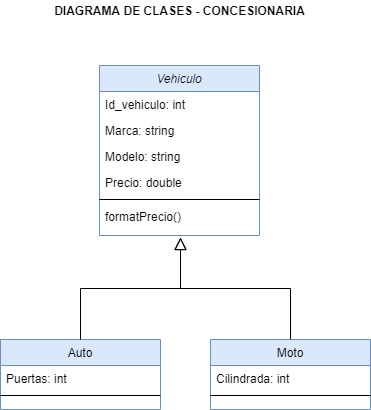 DIAGRAMA DE CLASES - CONCESIONARIA
Vehiculo
Id_vehiculo: int
Marca: string
Modelo: string
Precio: double
formatPrecio()
Auto
Puertas: int
Moto
Cilindrada: int